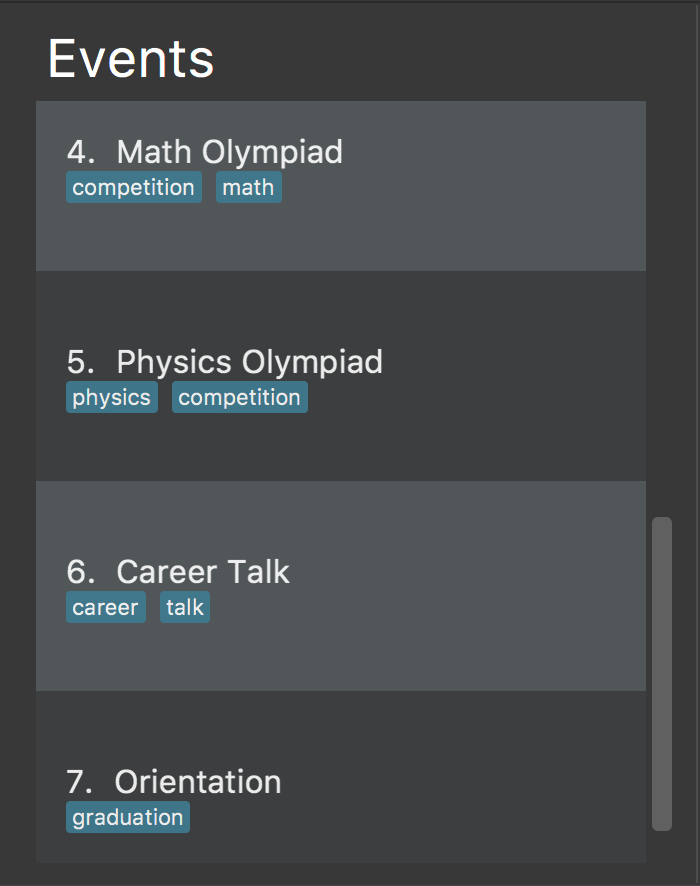 Events
4. Math Olympiad
competition math
5. Physics Olympiad
physics competition
6. Career Talk
career talk
7. Orientation
graduation